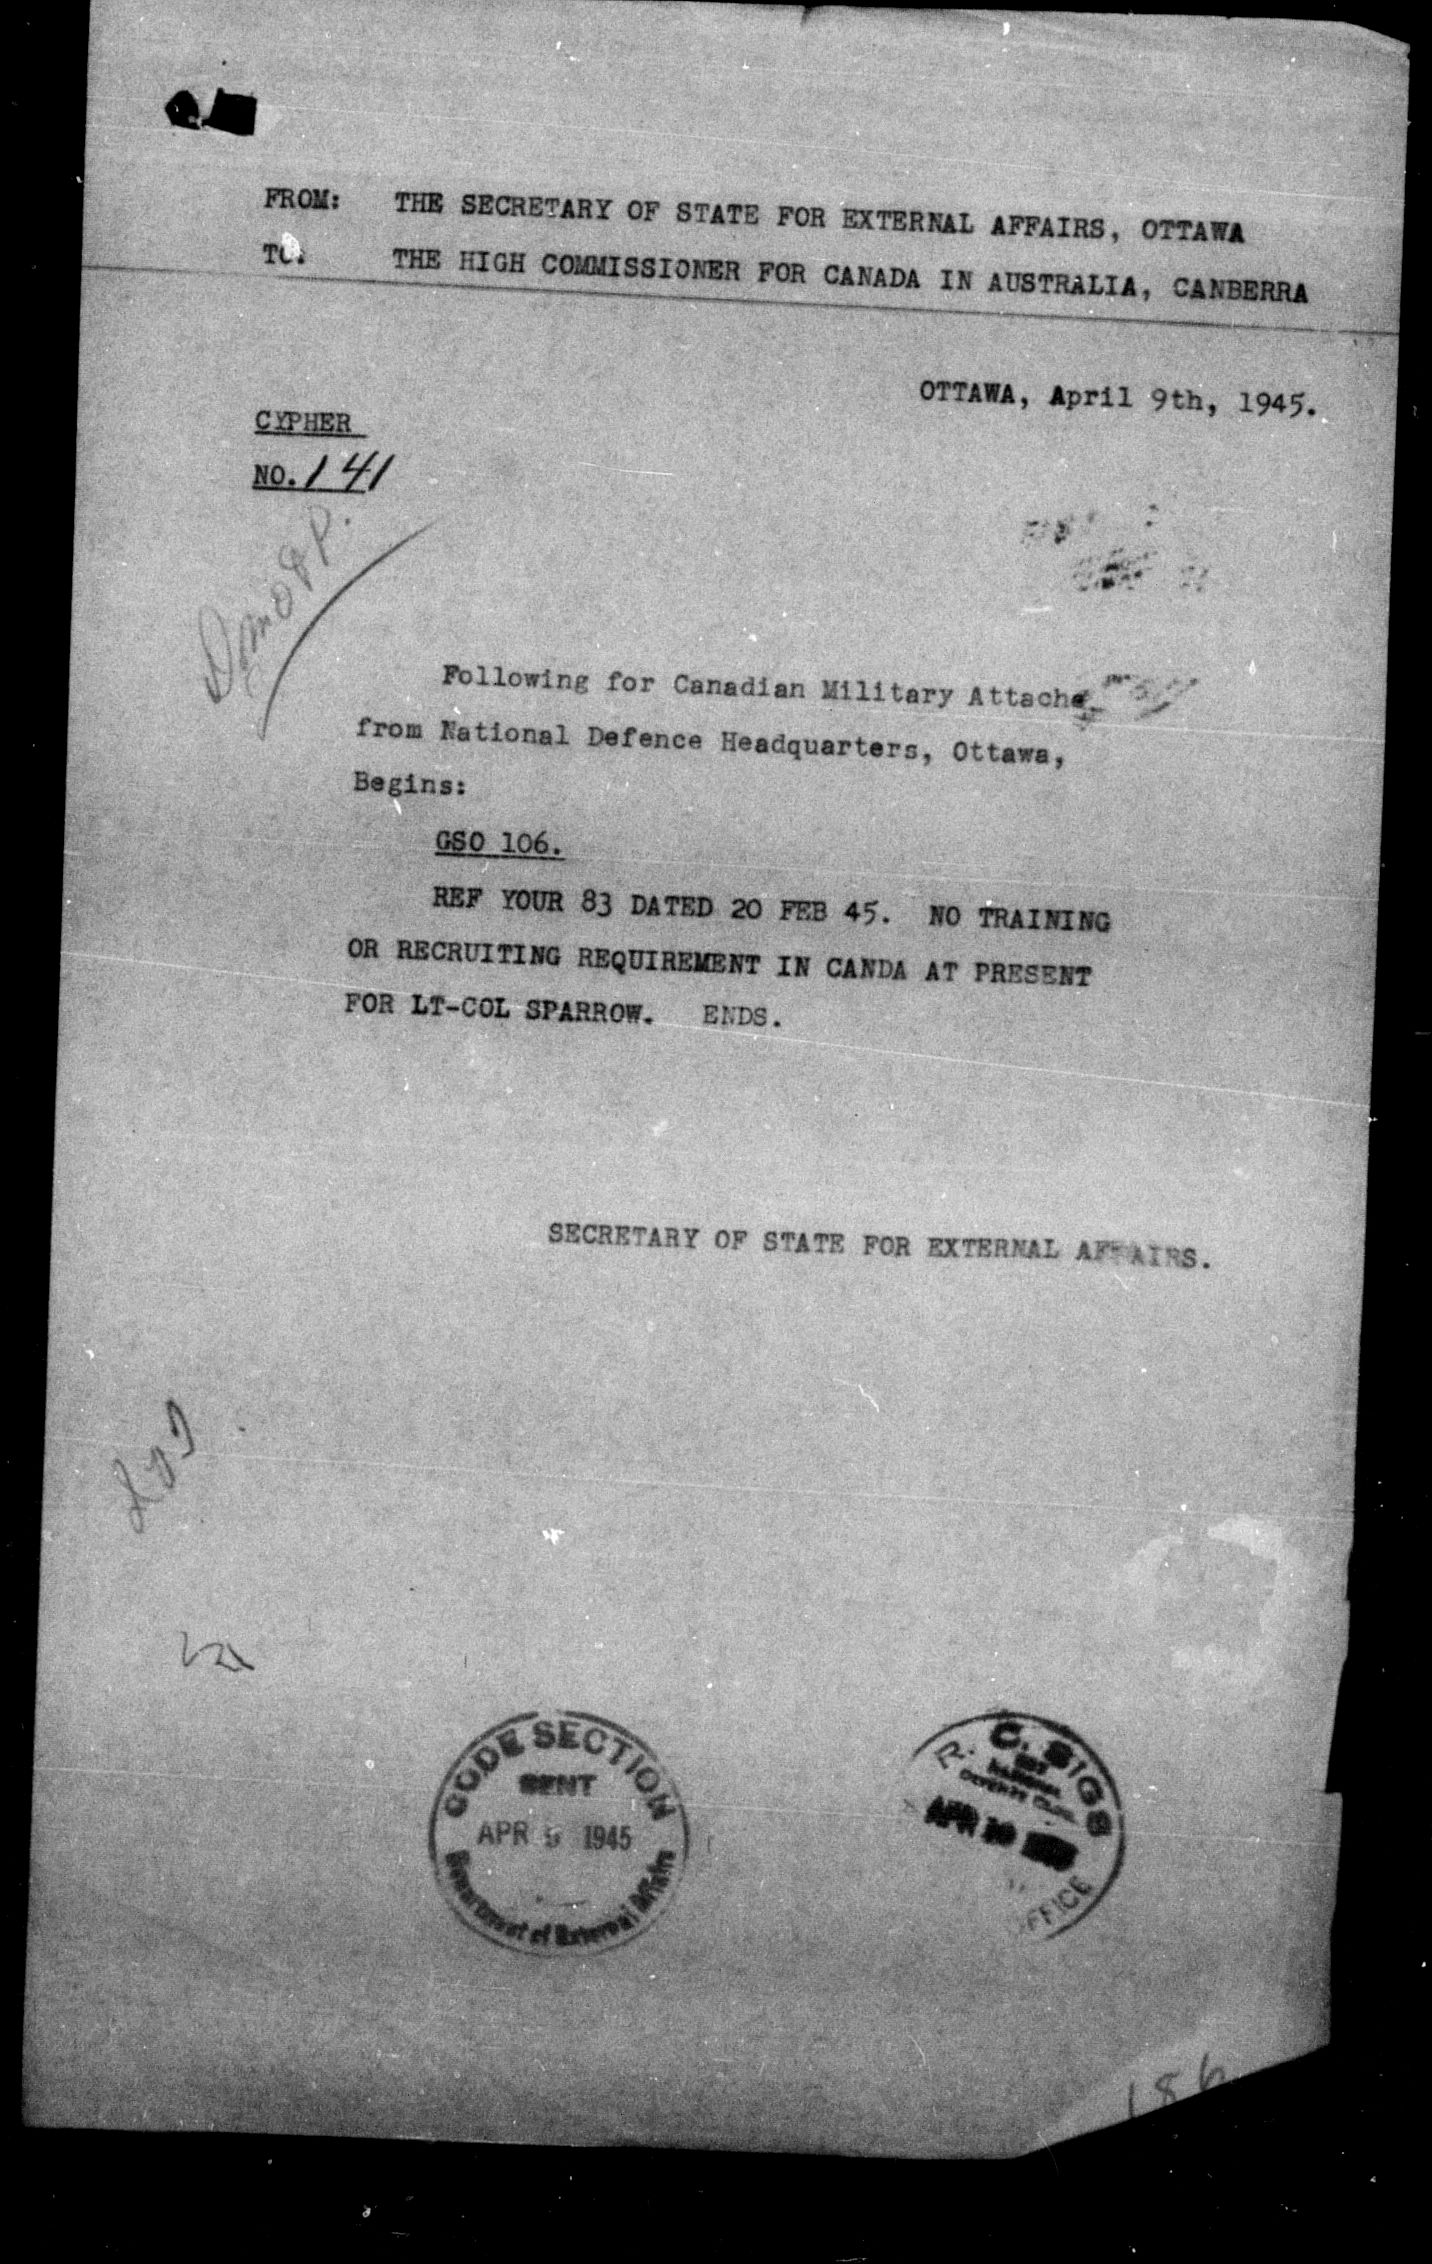 FROM: THE SECRETARY OF STATE FOR EXTERNAL AFFAIRS, OTTAWA
TO: THE HIGH COMMISSIONER FOR CANADA IN AUSTRALIA, CANBERRA
OTTAWA, April 9th, 1945.
CYPHER
NO. 141
Following for Canadian Military Attache
from National Defence Headquarters, Ottawa,
Begins:
GSO 106.
REF YOUR 83 DATED 20 FEB 45. NO TRAINING
OR RECRUITING REQUIREMENT IN CANDA AT PRESENT
FOR LT-COL SPARROW. ENDS.
SECRETARY OF STATE FOR EXTERNAL AFFAIRS.
CODE SECTION
SENT
APR 9 1945
Department of External Affairs
R. C. SIGS
NATIONAL
DEFENCE
APR 10
OFFICE
186